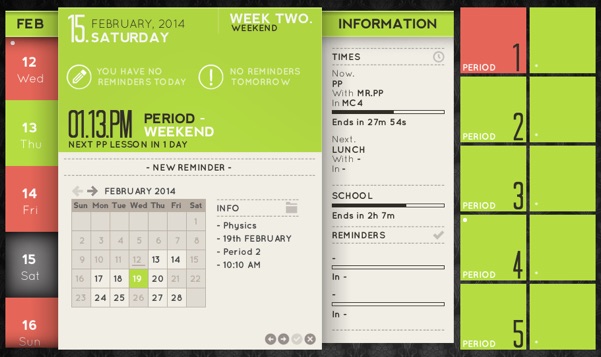 FEB
12
Wed
13
Thu
14
Fri
15
Sat
16
Sun
15. FEBRUARY, 2014
SATURDAY
WEEK TWO.
WEEKEND
YOU HAVE NO
REMINDERS TODAY
NO REMINDERS
TOMORROW
01.13.PM
PERIOD -
WEEKEND
NEXT PP LESSON IN 1 DAY
- NEW REMINDER -
FEBRUARY 2014
Sun Mon Tue Wed Thu Fri Sat
1
2 3 4 5 6 7 8
9 10 11 12 13 14 15
16 17 18 19 20 21 22
23 24 25 26 27 28
INFO
- Physics
- 19th FEBRUARY
- Period 2
- 10:10 AM
INFORMATION
TIMES
Now.
PP
With MR.PP
In MC4
Ends in 27m 54s
Next.
LUNCH
With -
In -
SCHOOL
Ends in 2h 7m
REMINDERS
-
In -
-
In -
PERIOD 1
PERIOD 2
PERIOD 3
PERIOD 4
PERIOD 5